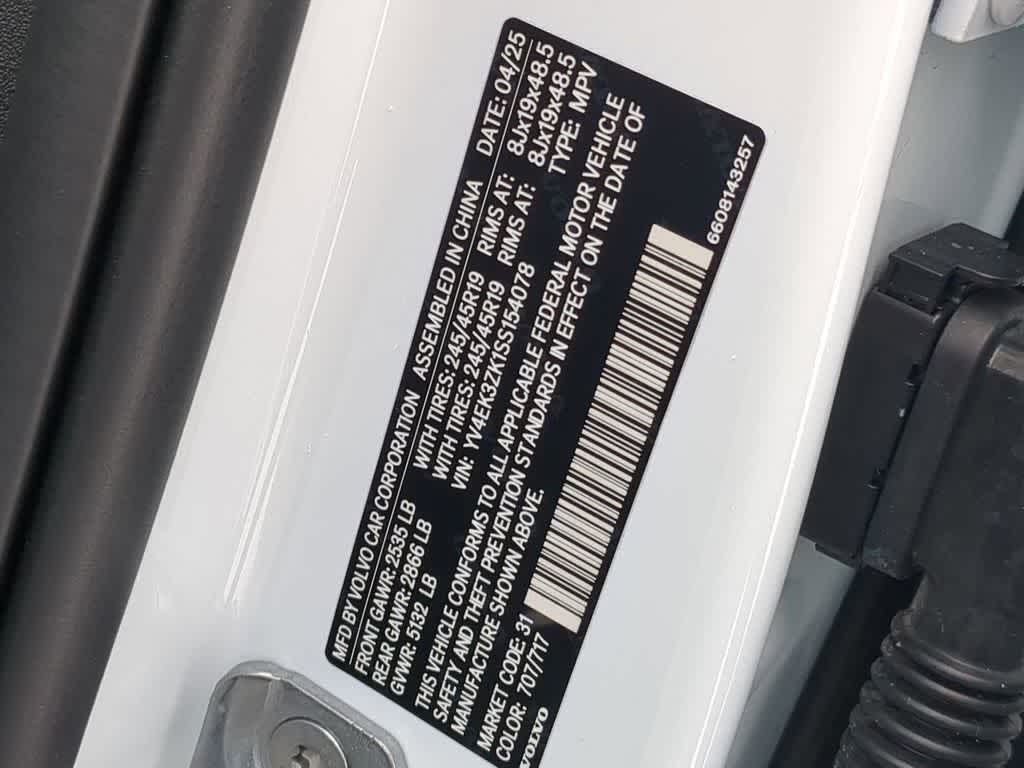 MFD BY VOLVO CAR CORPORATION ASSEMBLED IN CHINA DATE: 04/25
FRONT GAWR: 2535 LB WITH TIRES: 245/45R19 RIMS AT: 8Jx19x48.5
REAR GAWR: 2866 LB WITH TIRES: 245/45R19 RIMS AT: 8Jx19x48.5
GVWR: 5132 LB VIN: YV4EK3ZK1SS154078 TYPE: MPV
THIS VEHICLE CONFORMS TO ALL APPLICABLE FEDERAL MOTOR VEHICLE
SAFETY AND THEFT PREVENTION STANDARDS IN EFFECT ON THE DATE OF
MANUFACTURE SHOWN ABOVE.
MARKET CODE: 31
COLOR: 707/717
VOLVO
6608143257